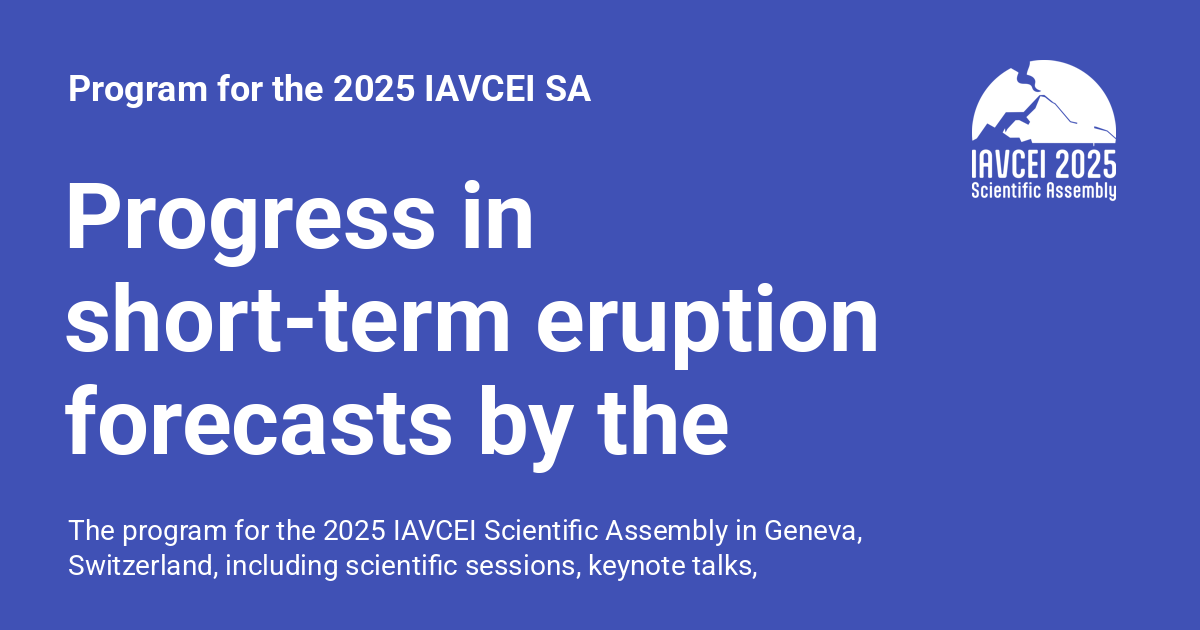 Program for the 2025 IAVCEI SA
IAVCEI 2025
Scientific Assembly
Progress in
short-term eruption
forecasts by the
The program for the 2025 IAVCEI Scientific Assembly in Geneva,
Switzerland, including scientific sessions, keynote talks,